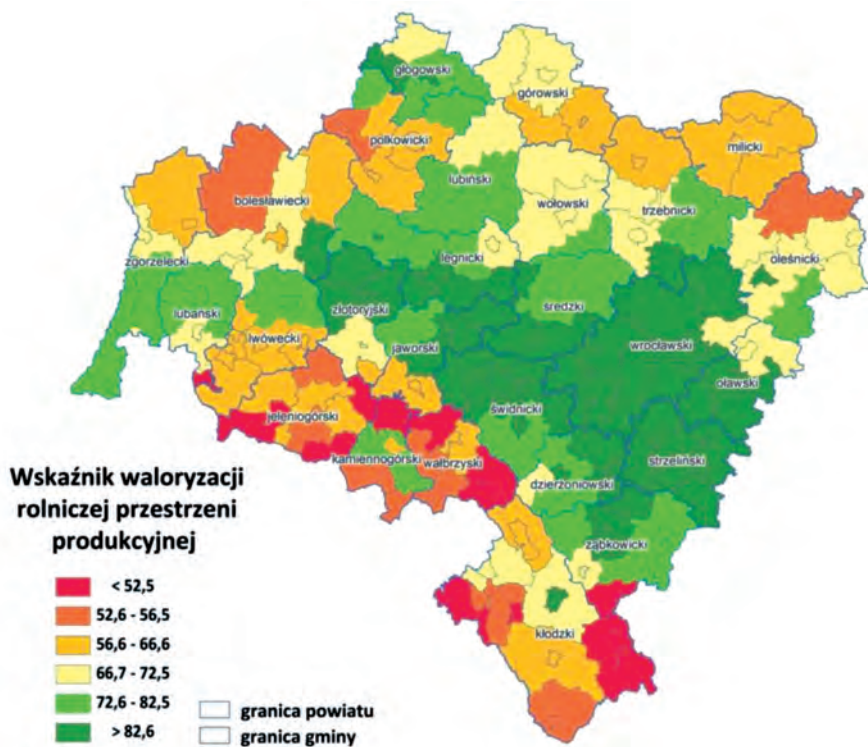 głogowski
górowski
polkowicki
milicki
bolesławiecki
lubiński
wołowski
trzebnicki
zgorzelecki
legnicki
oleśnicki
lubański
złotoryjski
średzki
lwówecki
jaworski
wrocławski
oławski
jeleniogórski
świdnicki
kamiennogórski
wałbrzyski
strzeliński
dzierżoniowski
ząbkowicki
kłodzki
Wskaźnik waloryzacji
rolniczej przestrzeni
produkcyjnej
< 52,5
52,6 - 56,5
56,6 - 66,6
66,7 - 72,5
72,6 - 82,5
> 82,6
granica powiatu
granica gminy